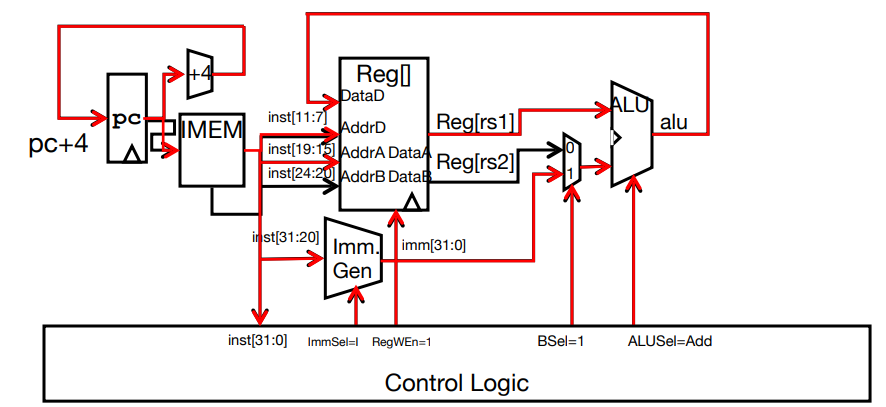 +4
Reg[]
DataD
ALU
pc
IMEM
inst[11:7]
AddrD
Reg[rs1]
alu
pc+4
inst[19:15]
AddrA DataA
0
inst[24:20]
AddrB DataB
Reg[rs2]
1
inst[31:20]
Imm.
Gen
imm[31:0]
inst[31:0]
ImmSel=I
RegWEn=1
BSel=1
ALUSel=Add
Control Logic